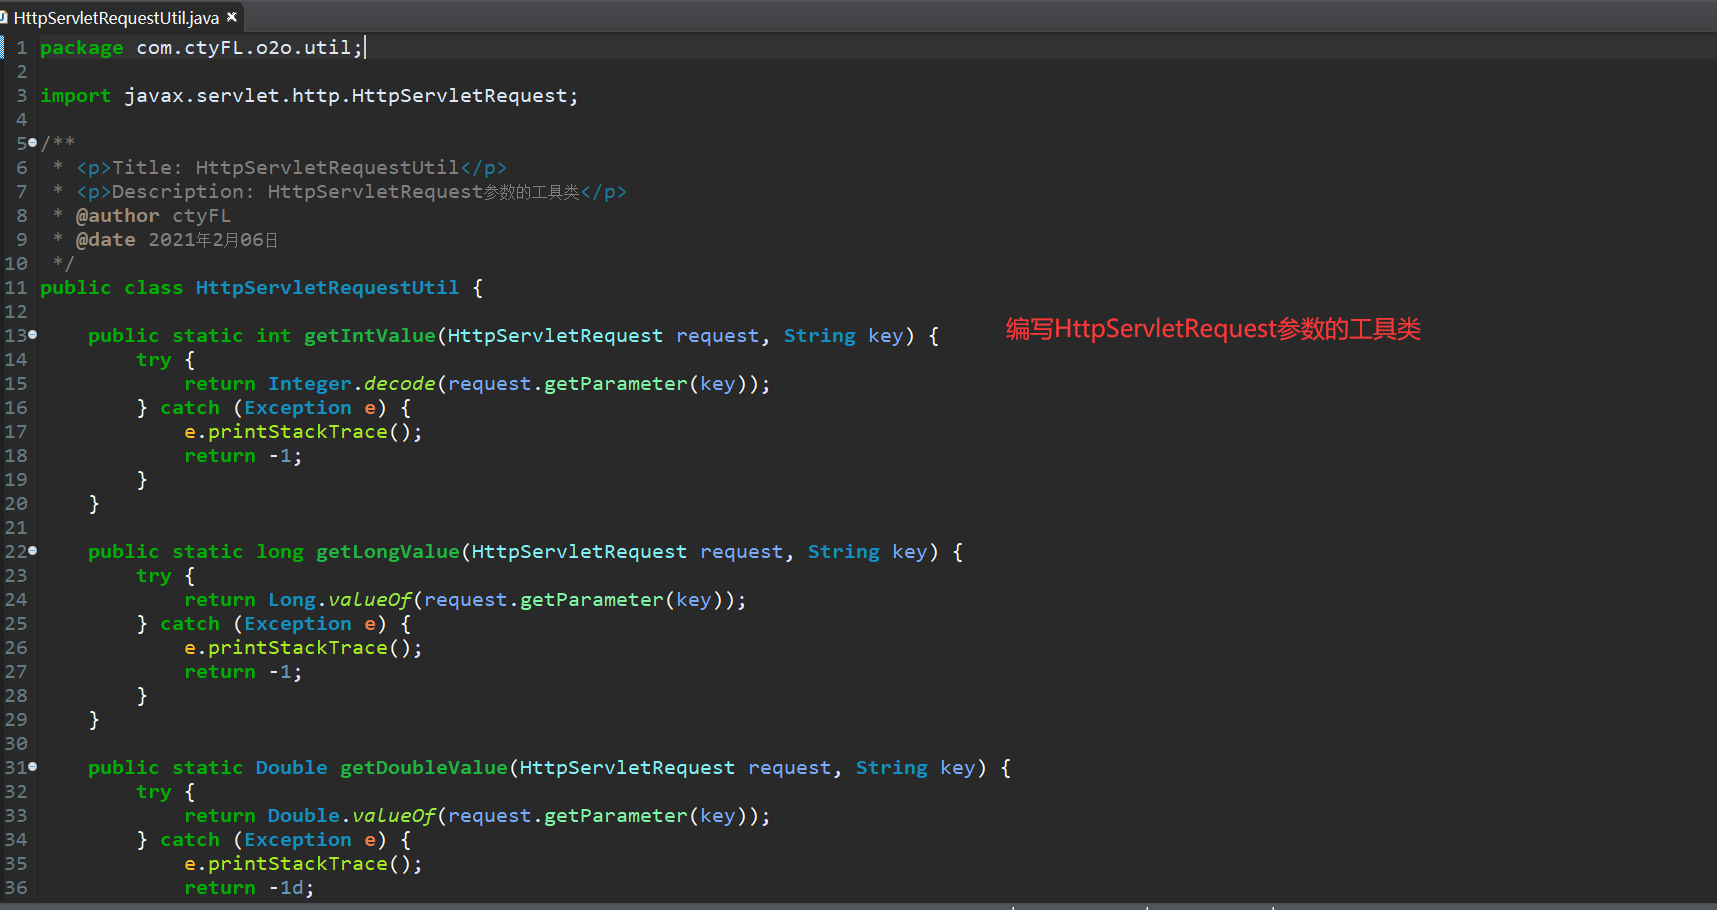 HttpServletRequestUtil.java
1 package com.ctyFL.o2o.util;
2
3 import javax.servlet.http.HttpServletRequest;
4
5 /**
6 * <p>Title: HttpServletRequestUtil</p>
7 * <p>Description: HttpServletRequest参数的工具类</p>
8 * @author ctyFL
9 * @date 2021年2月06日
10 */
11 public class HttpServletRequestUtil {
12
13 public static int getIntValue(HttpServletRequest request, String key) {
编写HttpServletRequest参数的工具类
14 try {
15 return Integer.decode(request.getParameter(key));
16 } catch (Exception e) {
17 e.printStackTrace();
18 return -1;
19 }
20 }
21
22 public static long getLongValue(HttpServletRequest request, String key) {
23 try {
24 return Long.valueOf(request.getParameter(key));
25 } catch (Exception e) {
26 e.printStackTrace();
27 return -1;
28 }
29 }
30
31 public static Double getDoubleValue(HttpServletRequest request, String key) {
32 try {
33 return Double.valueOf(request.getParameter(key));
34 } catch (Exception e) {
35 e.printStackTrace();
36 return -1d;